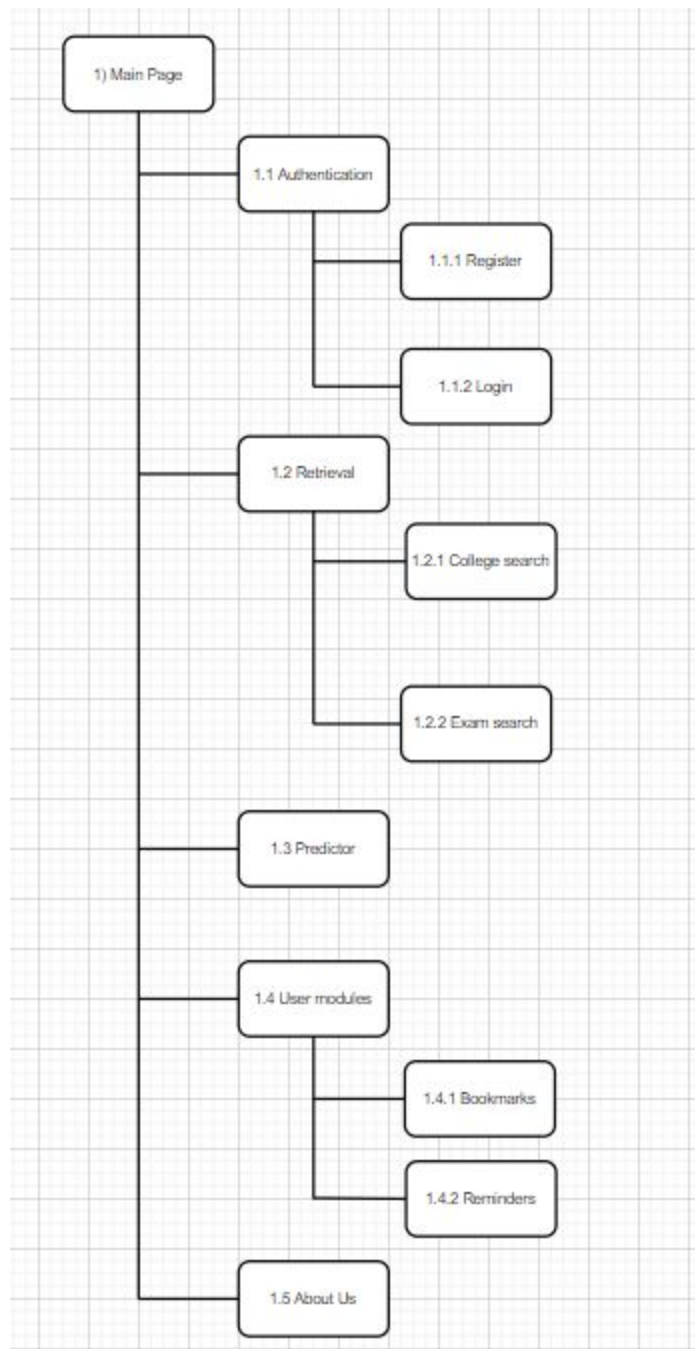 1) Main Page
1.1 Authentication
1.1.1 Register
1.1.2 Login
1.2 Retrieval
1.2.1 College search
1.2.2 Exam search
1.3 Predictor
1.4 User modules
1.4.1 Bookmarks
1.4.2 Reminders
1.5 About Us